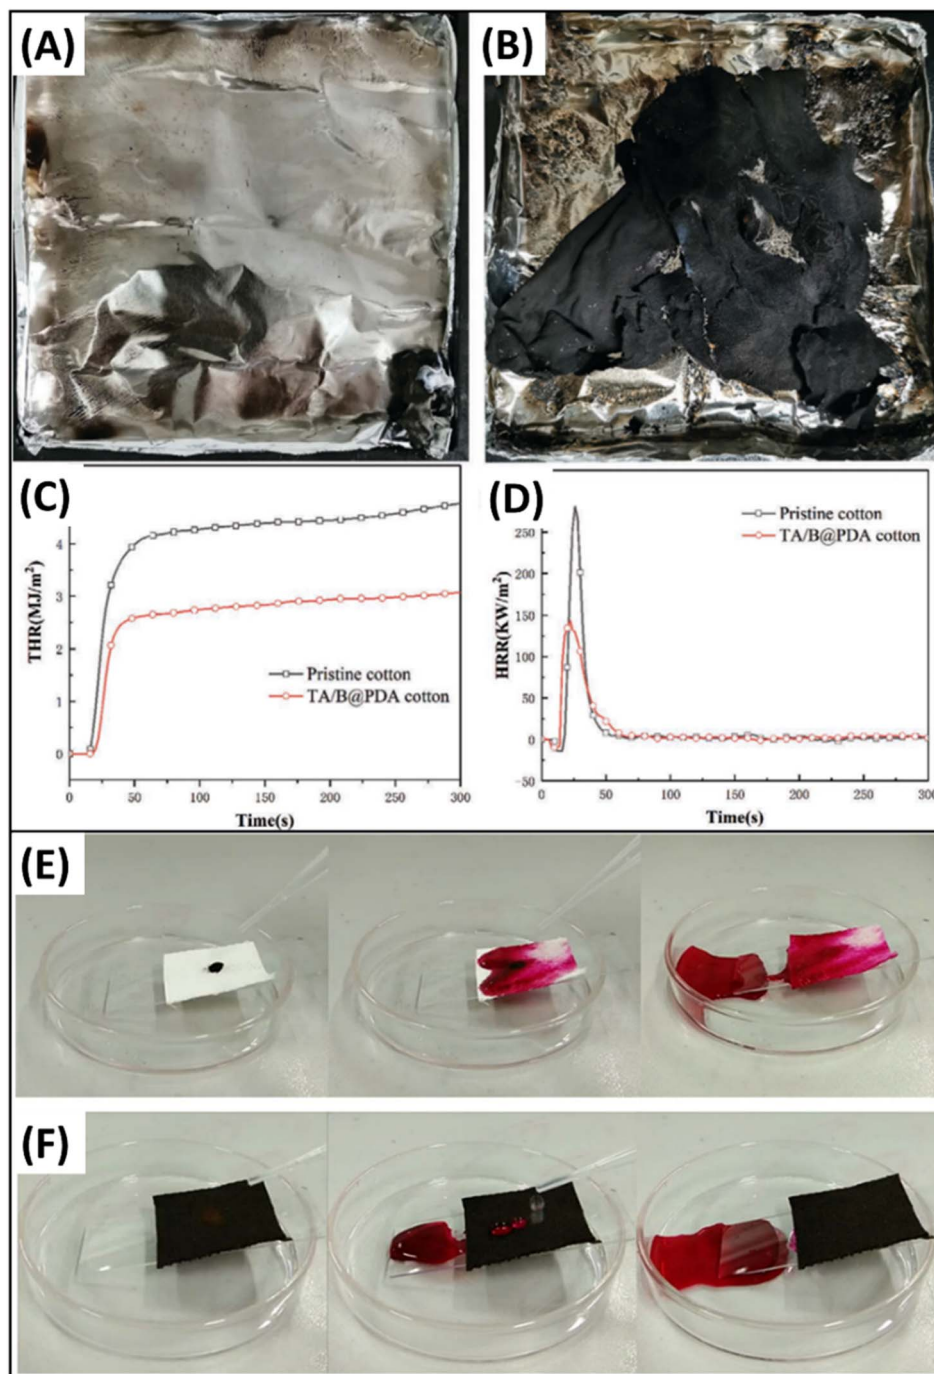 (A)
(B)
(C)
THR(MJ/m²)
4
3
2
1
0
Pristine cotton
TA/B@PDA cotton
0 50 100 150 200 250 300
Time(s)
(D)
HRR(KW/m²)
250
200
150
100
50
0
-50
Pristine cotton
TA/B@PDA cotton
0 50 100 150 200 250 300
Time(s)
(E)
(F)